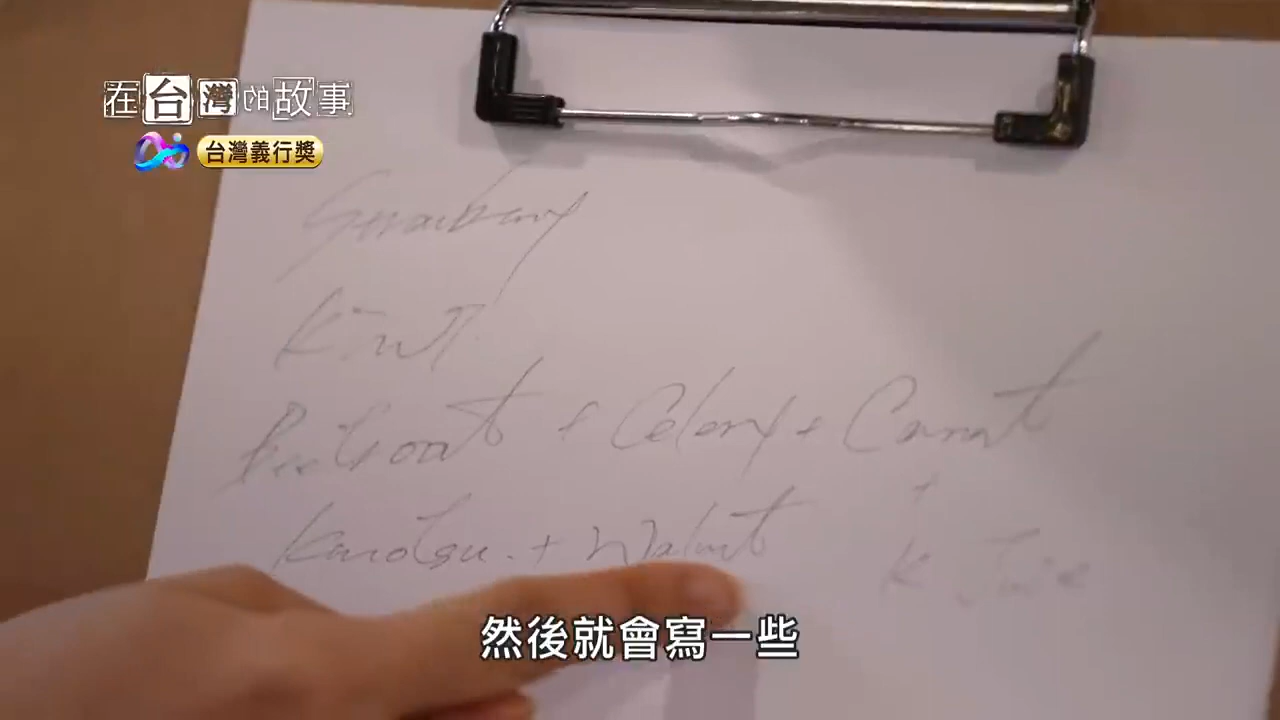 在台灣的故事
台灣義行獎
Kiwi
Beetroot + Celery + Carrot
+
+ Walnut K
然後就會寫一些